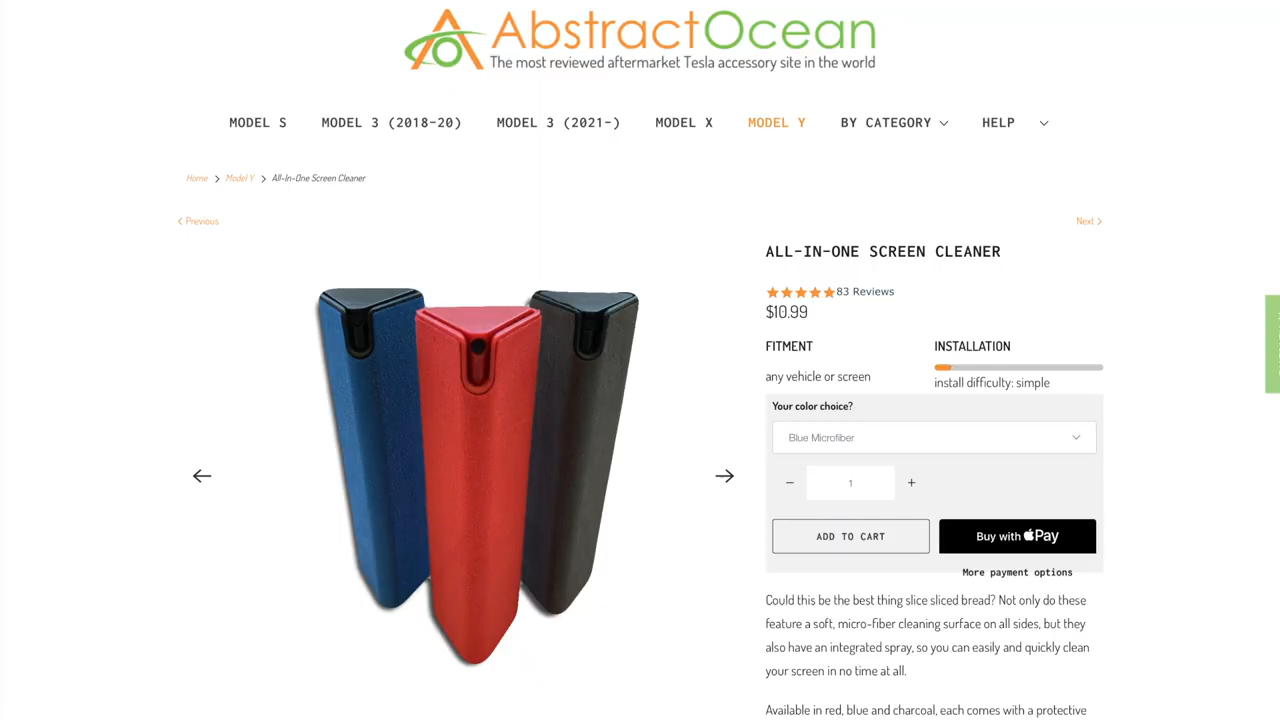 AbstractOcean
The most reviewed aftermarket Tesla accessory site in the world
MODEL S MODEL 3 (2018-20) MODEL 3 (2021-) MODEL X MODEL Y BY CATEGORY HELP
Home > Model Y > All-In-One Screen Cleaner
< Previous
Next >
ALL-IN-ONE SCREEN CLEANER
83 Reviews
$10.99
FITMENT
any vehicle or screen
INSTALLATION
install difficulty: simple
Your color choice?
Blue Microfiber
− 1 +
ADD TO CART
Buy with Pay
More payment options
Could this be the best thing slice sliced bread? Not only do these
feature a soft, micro-fiber cleaning surface on all sides, but they
also have an integrated spray, so you can easily and quickly clean
your screen in no time at all.
Available in red, blue and charcoal, each comes with a protective